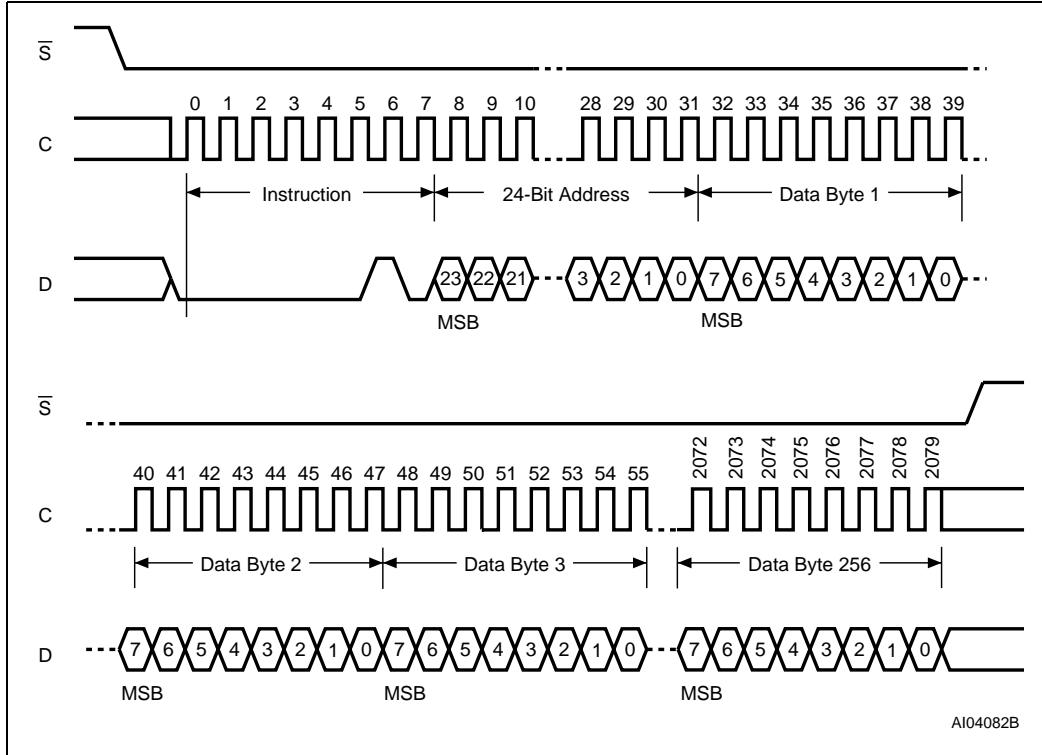 S
0 1 2 3 4 5 6 7 8 9 10 28 29 30 31 32 33 34 35 36 37 38 39
C
Instruction 24-Bit Address Data Byte 1
D 23 22 21 3 2 1 0 7 6 5 4 3 2 1 0
MSB MSB
S
40 41 42 43 44 45 46 47 48 49 50 51 52 53 54 55 2072 2073 2074 2075 2076 2077 2078 2079
C
Data Byte 2 Data Byte 3 Data Byte 256
D 7 6 5 4 3 2 1 0 7 6 5 4 3 2 1 0 7 6 5 4 3 2 1 0
MSB MSB MSB
AI04082B